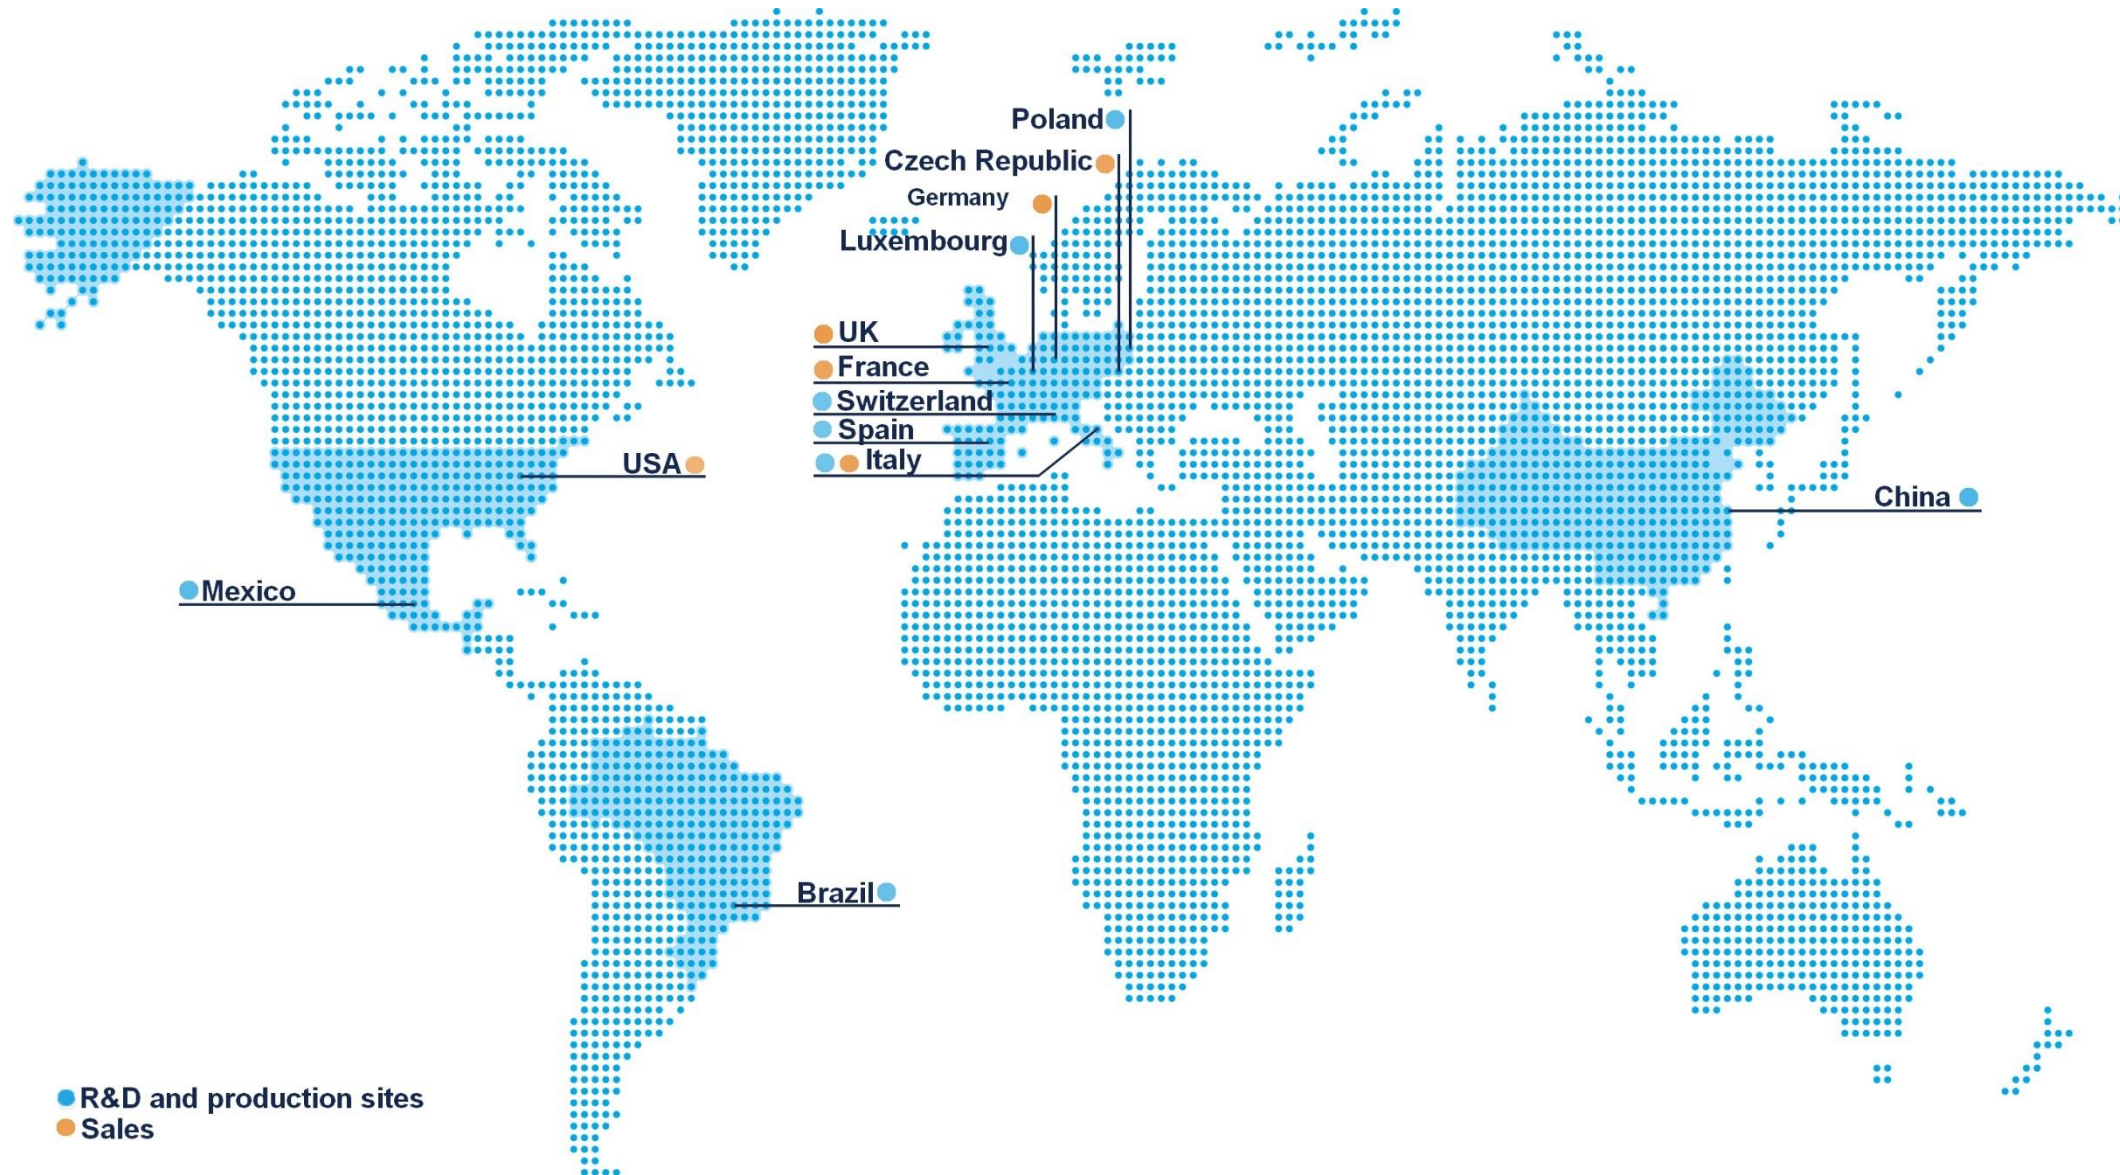 Poland
Czech Republic
Germany
Luxembourg
UK
France
Switzerland
Spain
Italy
USA
China
Mexico
Brazil
R&D and production sites
Sales